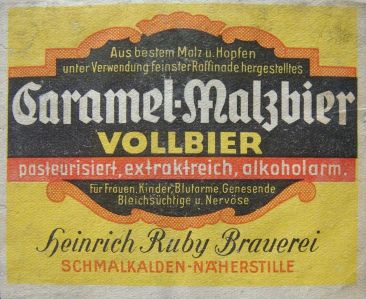 Aus bestem Malz u. Hopfen
unter Verwendung feinster Raffinade hergestelltes
Caramel-Malzbier
VOLLBIER
pasteurisiert, extraktreich, alkoholarm.
für Frauen, Kinder, Blutarme, Genesende
Bleichsüchtige u. Nervöse
Heinrich Ruby Brauerei
SCHMALKALDEN-NÄHERSTILLE